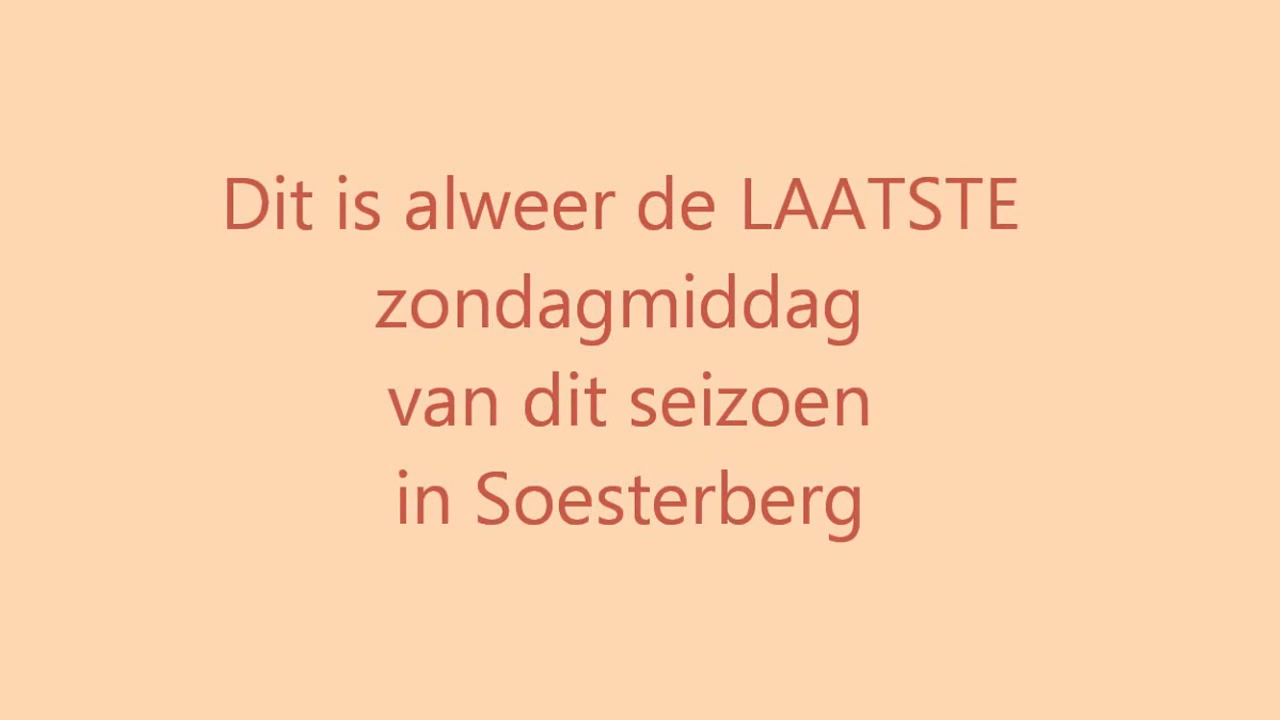 Dit is alweer de LAATSTE
zondagmiddag
van dit seizoen
in Soesterberg